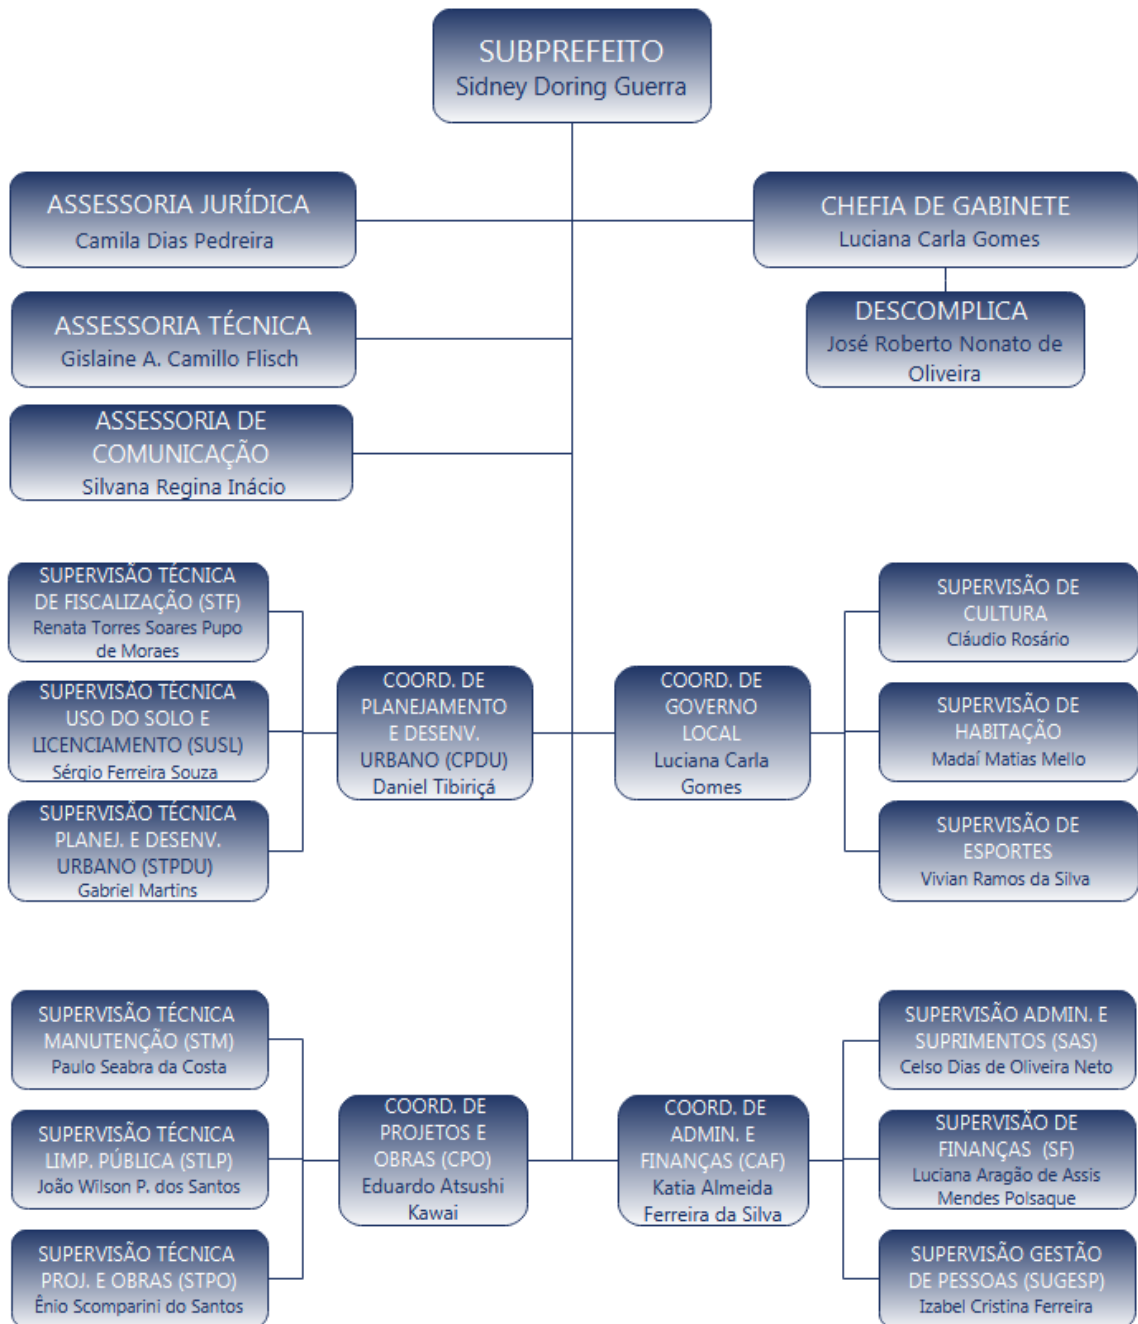 SUBPREFEITO
Sidney Doring Guerra
ASSESSORIA JURÍDICA
Camila Dias Pedreira
CHEFIA DE GABINETE
Luciana Carla Gomes
ASSESSORIA TÉCNICA
Gislaine A. Camillo Flisch
DESCOMPLICA
José Roberto Nonato de
Oliveira
ASSESSORIA DE
COMUNICAÇÃO
Silvana Regina Inácio
SUPERVISÃO TÉCNICA
DE FISCALIZAÇÃO (STF)
Renata Torres Soares Pupo
de Moraes
SUPERVISÃO TÉCNICA
USO DO SOLO E
LICENCIAMENTO (SUSL)
Sérgio Ferreira Souza
SUPERVISÃO TÉCNICA
PLANEJ. E DESENV.
URBANO (STPDU)
Gabriel Martins
COORD. DE
PLANEJAMENTO
E DESENV.
URBANO (CPDU)
Daniel Tibiriçá
COORD. DE
GOVERNO
LOCAL
Luciana Carla
Gomes
SUPERVISÃO DE
CULTURA
Cláudio Rosário
SUPERVISÃO DE
HABITAÇÃO
Madaí Matias Mello
SUPERVISÃO DE
ESPORTES
Vivian Ramos da Silva
SUPERVISÃO TÉCNICA
MANUTENÇÃO (STM)
Paulo Seabra da Costa
SUPERVISÃO TÉCNICA
LIMP. PÚBLICA (STLP)
João Wilson P. dos Santos
SUPERVISÃO TÉCNICA
PROJ. E OBRAS (STPO)
Ênio Scomparini do Santos
COORD. DE
PROJETOS E
OBRAS (CPO)
Eduardo Atsushi
Kawai
COORD. DE
ADMIN. E
FINANÇAS (CAF)
Katia Almeida
Ferreira da Silva
SUPERVISÃO ADMIN. E
SUPRIMENTOS (SAS)
Celso Dias de Oliveira Neto
SUPERVISÃO DE
FINANÇAS (SF)
Luciana Aragão de Assis
Mendes Polsaque
SUPERVISÃO GESTÃO
DE PESSOAS (SUGESP)
Izabel Cristina Ferreira